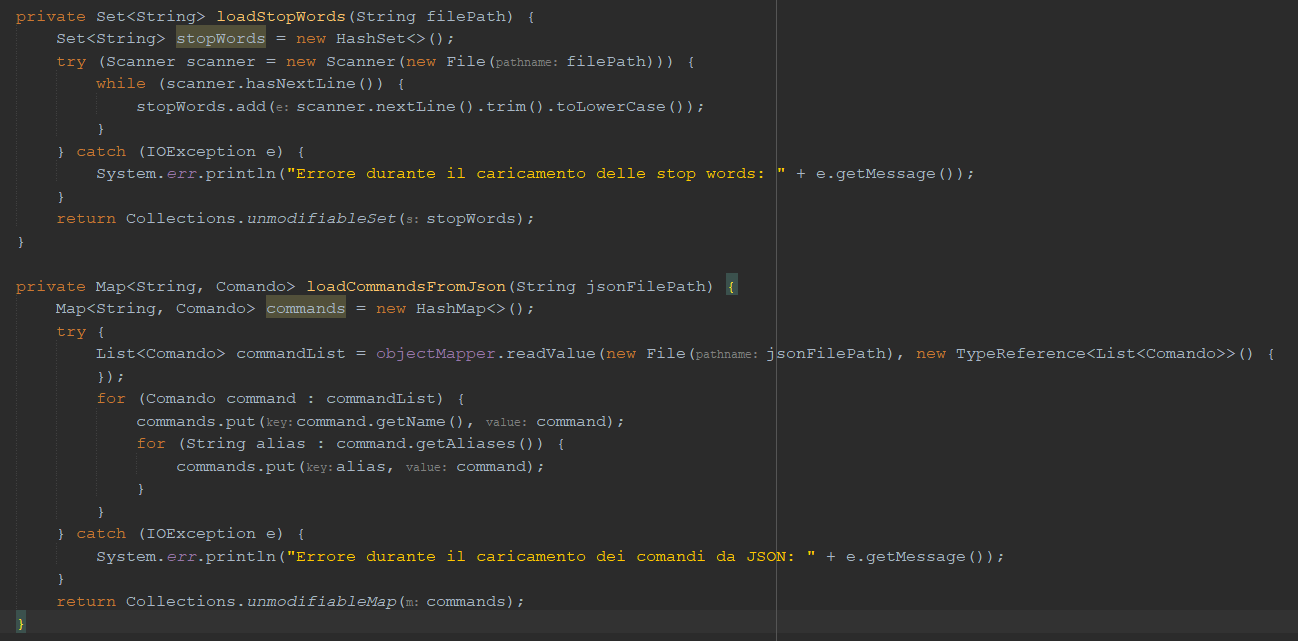 private Set<String> loadStopWords(String filePath) {
    Set<String> stopWords = new HashSet<>();
    try (Scanner scanner = new Scanner(new File(pathname: filePath))) {
        while (scanner.hasNextLine()) {
            stopWords.add(e: scanner.nextLine().trim().toLowerCase());
        }
    } catch (IOException e) {
        System.err.println("Errore durante il caricamento delle stop words: " + e.getMessage());
    }
    return Collections.unmodifiableSet(s: stopWords);
}

private Map<String, Comando> loadCommandsFromJson(String jsonFilePath) {
    Map<String, Comando> commands = new HashMap<>();
    try {
        List<Comando> commandList = objectMapper.readValue(new File(pathname: jsonFilePath), new TypeReference<List<Comando>>() {
        });
        for (Comando command : commandList) {
            commands.put(key: command.getName(), value: command);
            for (String alias : command.getAliases()) {
                commands.put(key: alias, value: command);
            }
        }
    } catch (IOException e) {
        System.err.println("Errore durante il caricamento dei comandi da JSON: " + e.getMessage());
    }
    return Collections.unmodifiableMap(m: commands);
}